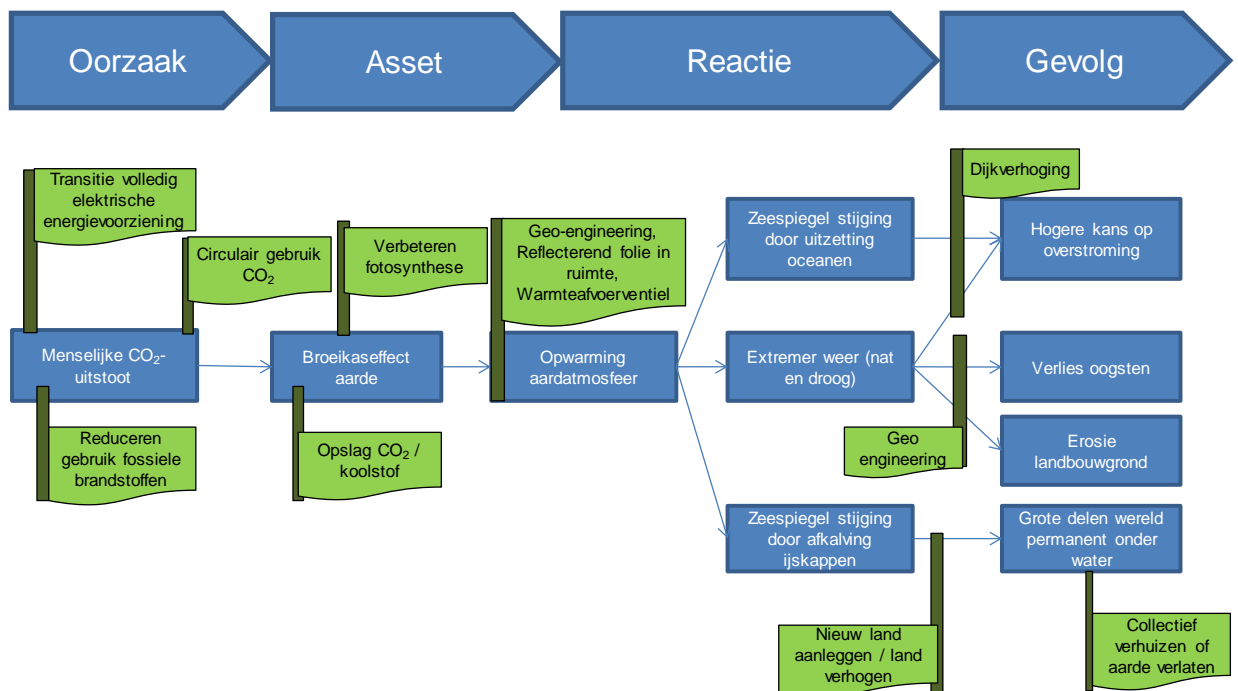 Oorzaak
Asset
Reactie
Gevolg
Transitie volledig
elektrische
energievoorziening
Circulair gebruik
CO₂
Verbeteren
fotosynthese
Geo-engineering,
Reflecterend folie in
ruimte,
Warmteafvoerventiel
Zeespiegel stijging
door uitzetting
oceanen
Dijkverhoging
Hogere kans op
overstroming
Menselijke CO₂-
uitstoot
Broeikaseffect
aarde
Opwarming
aardatmosfeer
Extremer weer (nat
en droog)
Verlies oogsten
Reduceren
gebruik fossiele
brandstoffen
Opslag CO₂ /
koolstof
Geo
engineering
Erosie
landbouwgrond
Zeespiegel stijging
door afkalving
ijskappen
Grote delen wereld
permanent onder
water
Nieuw land
aanleggen / land
verhogen
Collectief
verhuizen of
aarde verlaten